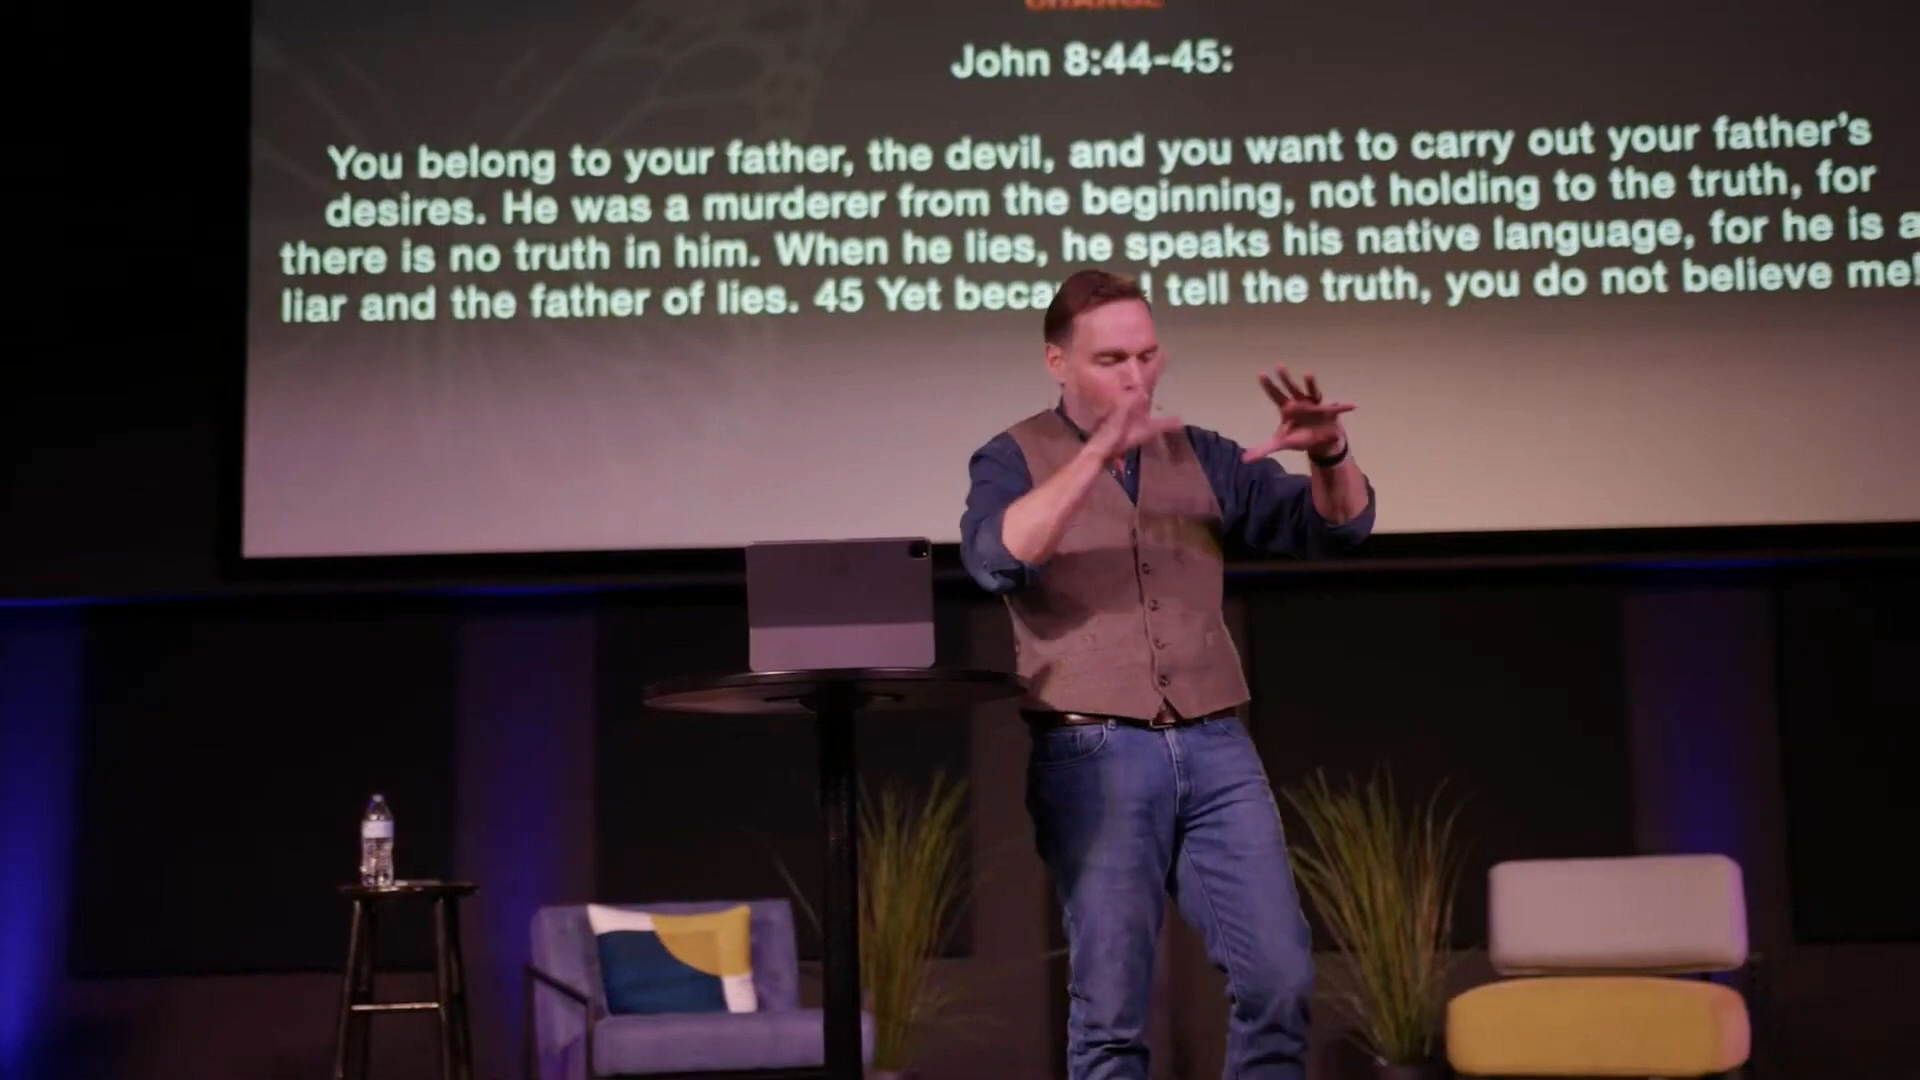 CHANGE
John 8:44-45:
You belong to your father, the devil, and you want to carry out your father's
desires. He was a murderer from the beginning, not holding to the truth, for
there is no truth in him. When he lies, he speaks his native language, for he is a
liar and the father of lies. 45 Yet beca I tell the truth, you do not believe me!